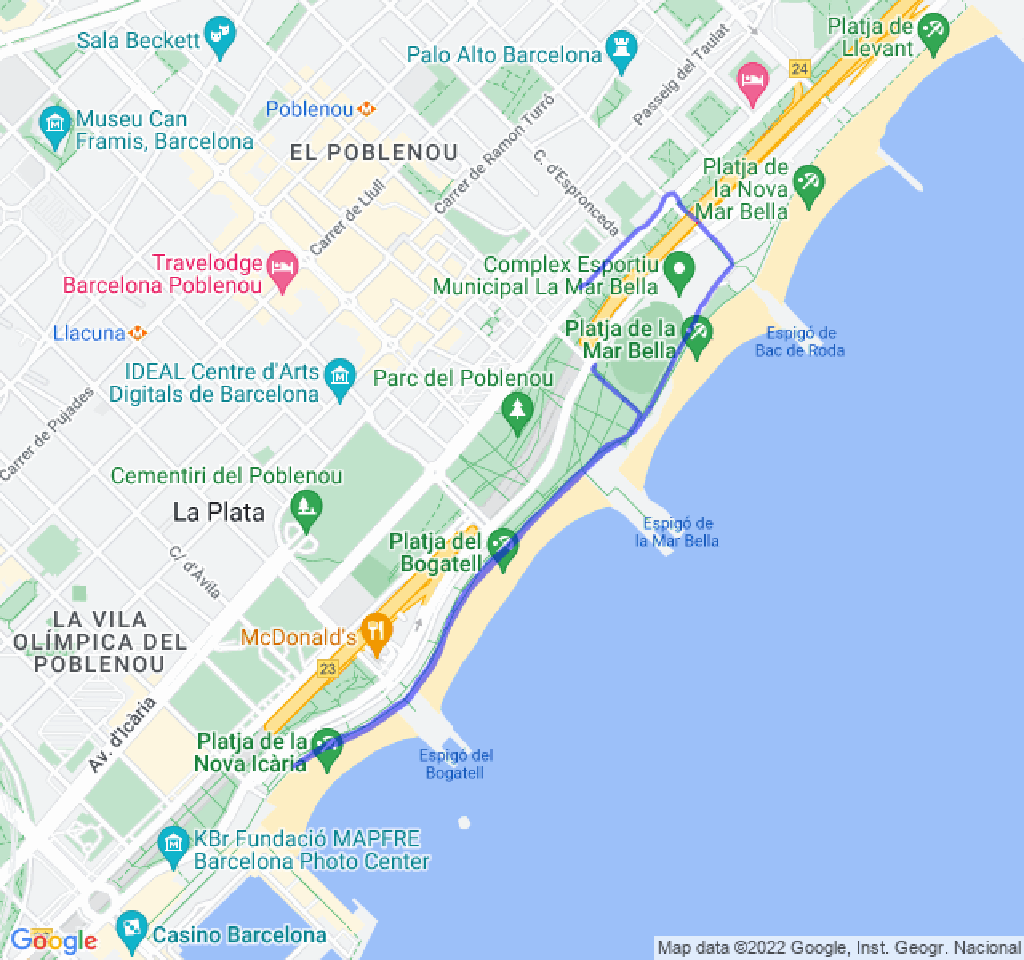 Platja de
Llevant
Sala Beckett
Palo Alto Barcelona
24
Passeig del Taulat
Poblenou
M
Museu Can
Framis, Barcelona
EL POBLENOU
Carrer de Ramon Turró
C. d'Espronceda
Platja de
la Nova
Mar Bella
Carrer de Llull
Travelodge
Barcelona Poblenou
Complex Esportiu
Municipal La Mar Bella
Llacuna
M
Platja de la
Mar Bella
Espigó de
Bac de Roda
IDEAL Centre d'Arts
Digitals de Barcelona
Parc del Poblenou
Carrer de Pujades
Cementiri del Poblenou
La Plata
Espigó de
la Mar Bella
Platja del
Bogatell
C/ d'Àvila
LA VILA
OLÍMPICA DEL
POBLENOU
McDonald's
23
Av. d'Icària
Platja de la
Nova Icària
Espigó del
Bogatell
KBr Fundació MAPFRE
Barcelona Photo Center
Casino Barcelona
Google
Map data ©2022 Google, Inst. Geogr. Nacional